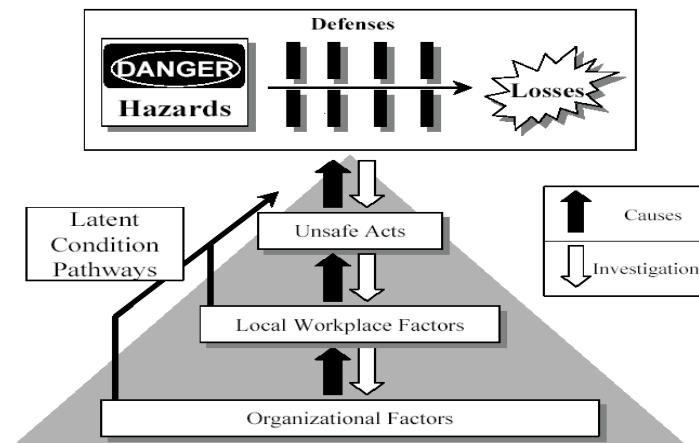 Defenses
DANGER
Hazards
Losses
Latent
Condition
Pathways
Unsafe Acts
Local Workplace Factors
Organizational Factors
Causes
Investigation